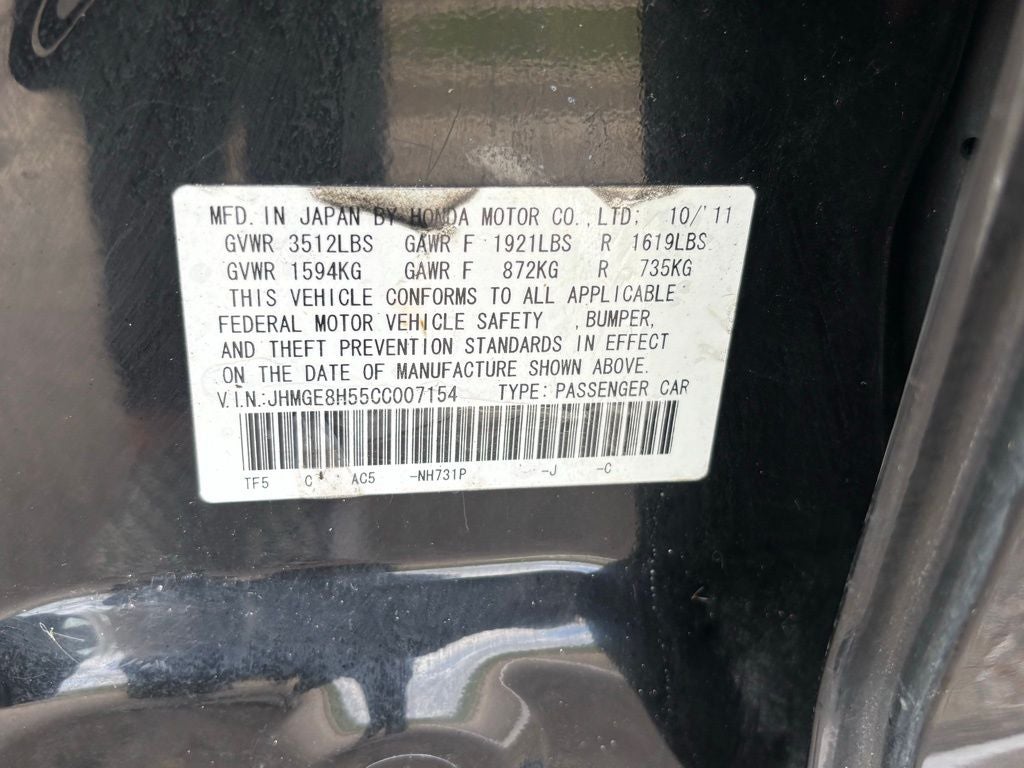 MFD. IN JAPAN BY HONDA MOTOR CO.,LTD; 10/'11
GVWR 3512LBS GAWR F 1921LBS R 1619LBS
GVWR 1594KG GAWR F 872KG R 735KG
THIS VEHICLE CONFORMS TO ALL APPLICABLE
FEDERAL MOTOR VEHICLE SAFETY ,BUMPER,
AND THEFT PREVENTION STANDARDS IN EFFECT
ON THE DATE OF MANUFACTURE SHOWN ABOVE.
V.I.N.:JHMGE8H55CC007154 TYPE:PASSENGER CAR
TF5 C AC5 -NH731P -J -C